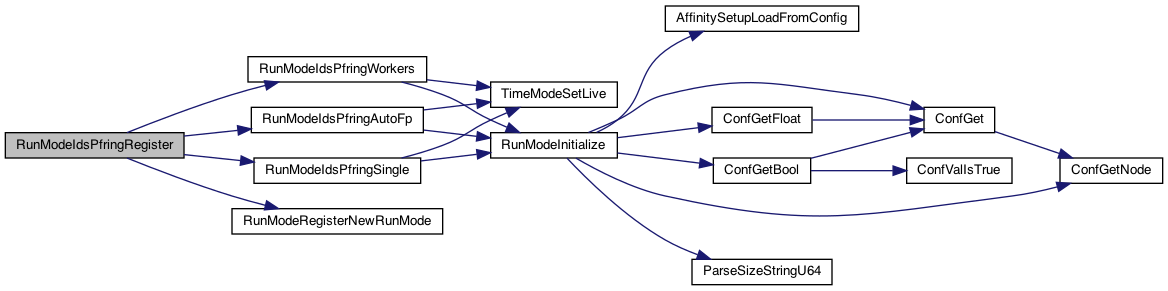 RunModeIdsPfringRegister
RunModeIdsPfringWorkers
RunModeIdsPfringAutoFp
RunModeIdsPfringSingle
RunModeRegisterNewRunMode
TimeModeSetLive
RunModeInitialize
AffinitySetupLoadFromConfig
ConfGetFloat
ConfGetBool
ParseSizeStringU64
ConfGet
ConfValIsTrue
ConfGetNode